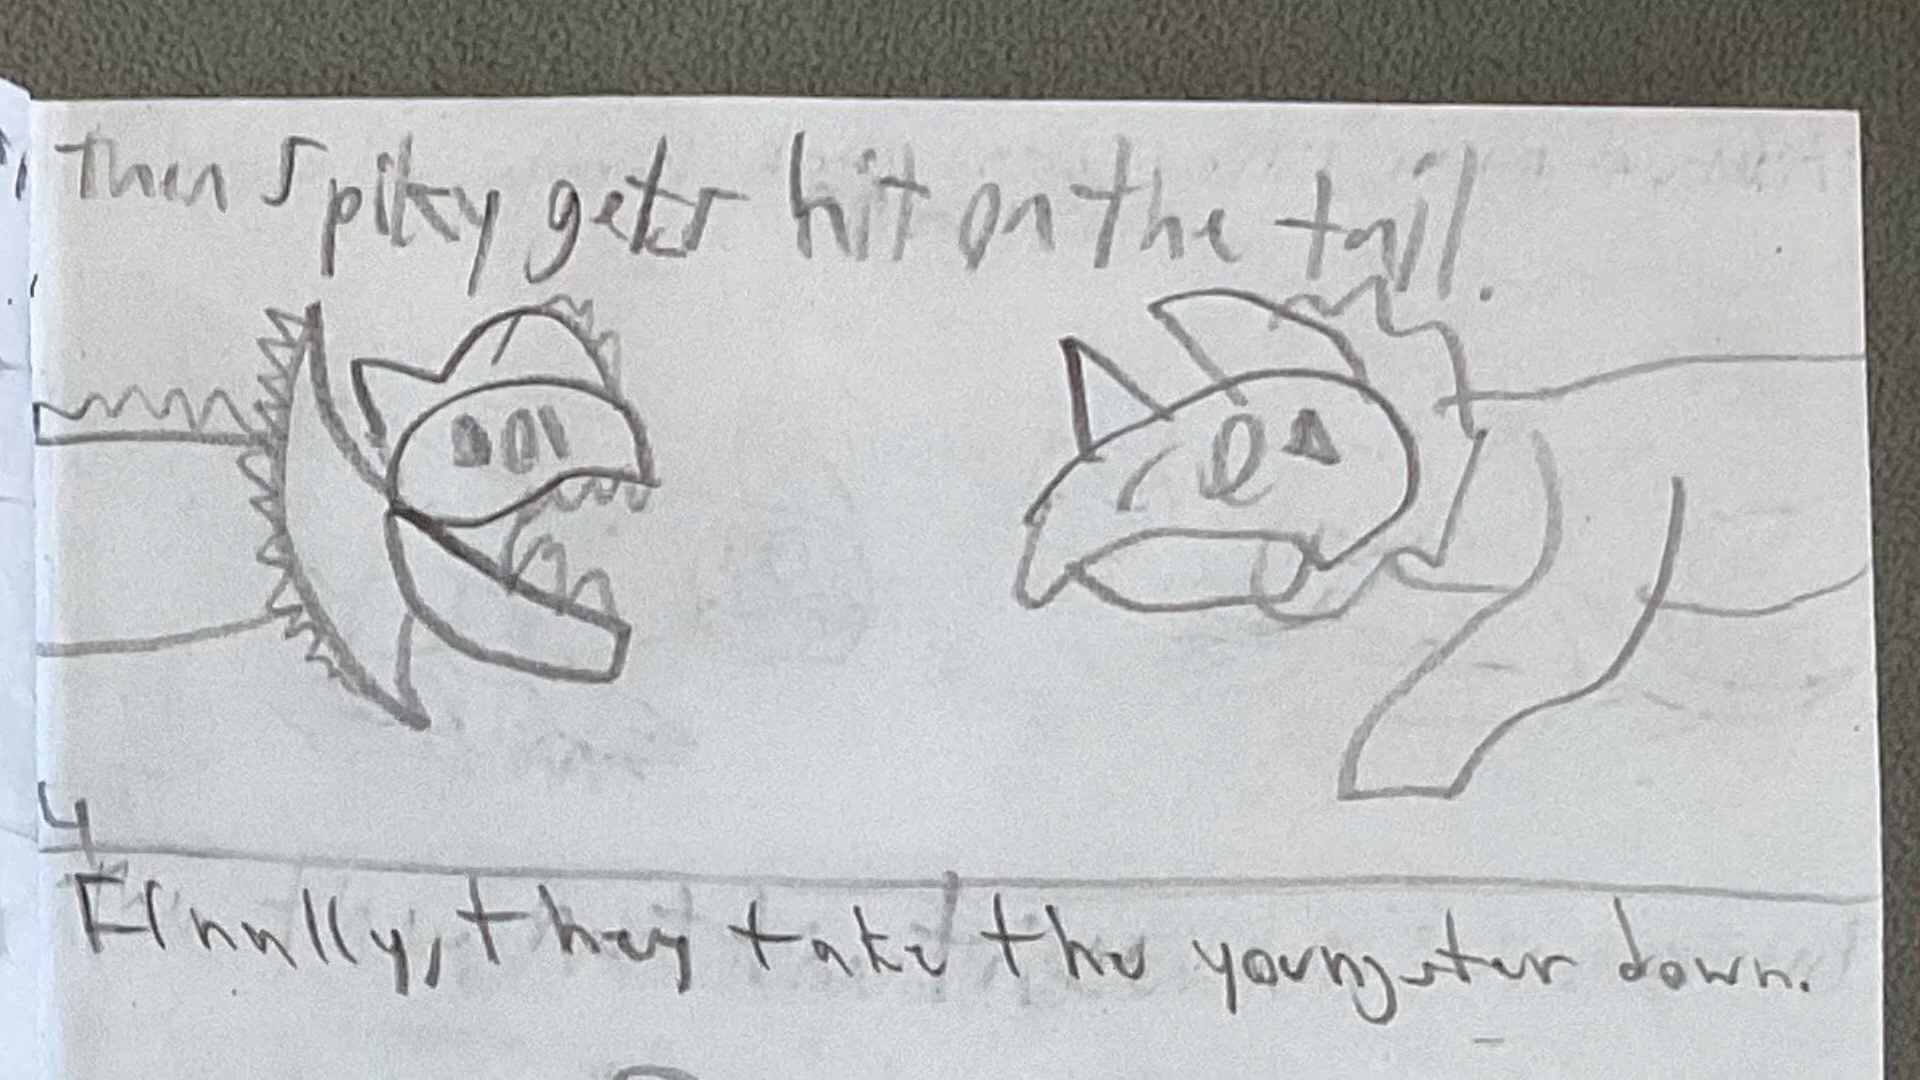 then Spiky gets hit on the tail.
4
Finally, they take the youngster down.